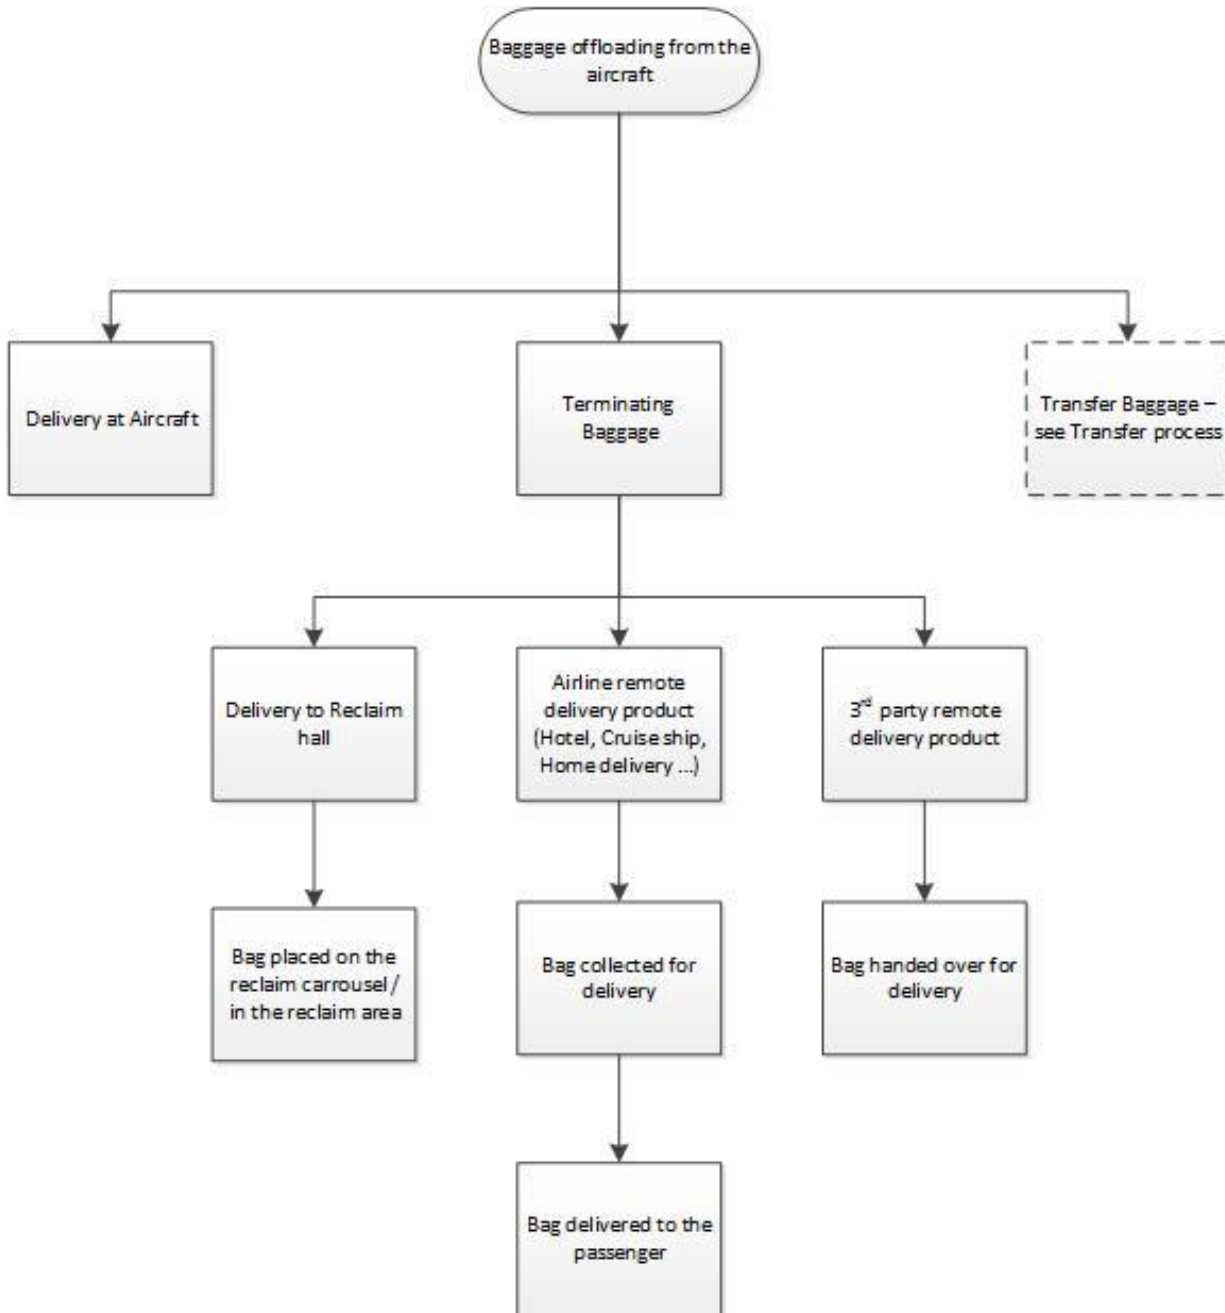 Baggage offloading from the
aircraft
Delivery at Aircraft
Terminating
Baggage
Transfer Baggage –
see Transfer process
Delivery to Reclaim
hall
Airline remote
delivery product
(Hotel, Cruise ship,
Home delivery ...)
3rd party remote
delivery product
Bag placed on the
reclaim carrousel /
in the reclaim area
Bag collected for
delivery
Bag handed over for
delivery
Bag delivered to the
passenger